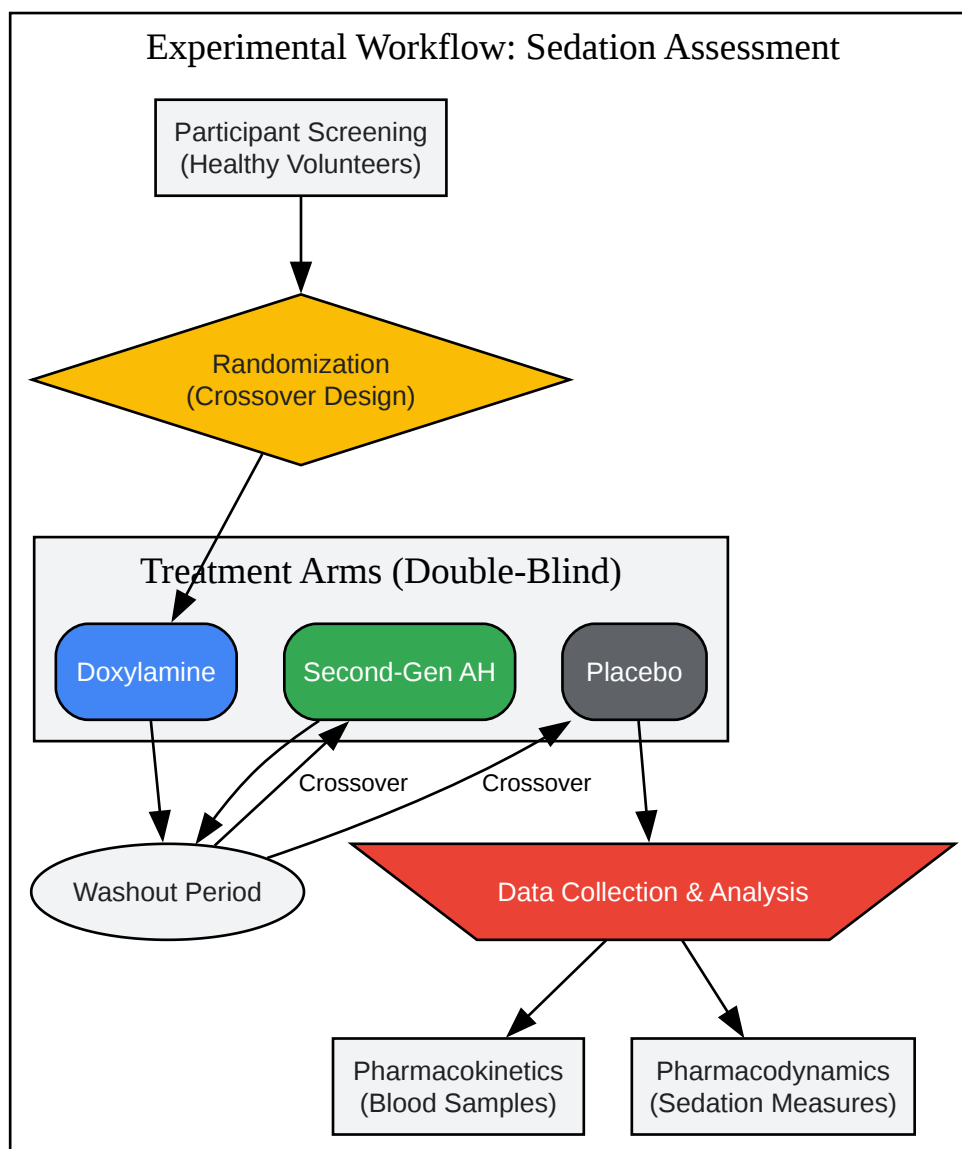 Experimental Workflow: Sedation Assessment
Participant Screening
(Healthy Volunteers)
Randomization
(Crossover Design)
Treatment Arms (Double-Blind)
Doxylamine
Second-Gen AH
Placebo
Crossover
Crossover
Washout Period
Data Collection & Analysis
Pharmacokinetics
(Blood Samples)
Pharmacodynamics
(Sedation Measures)